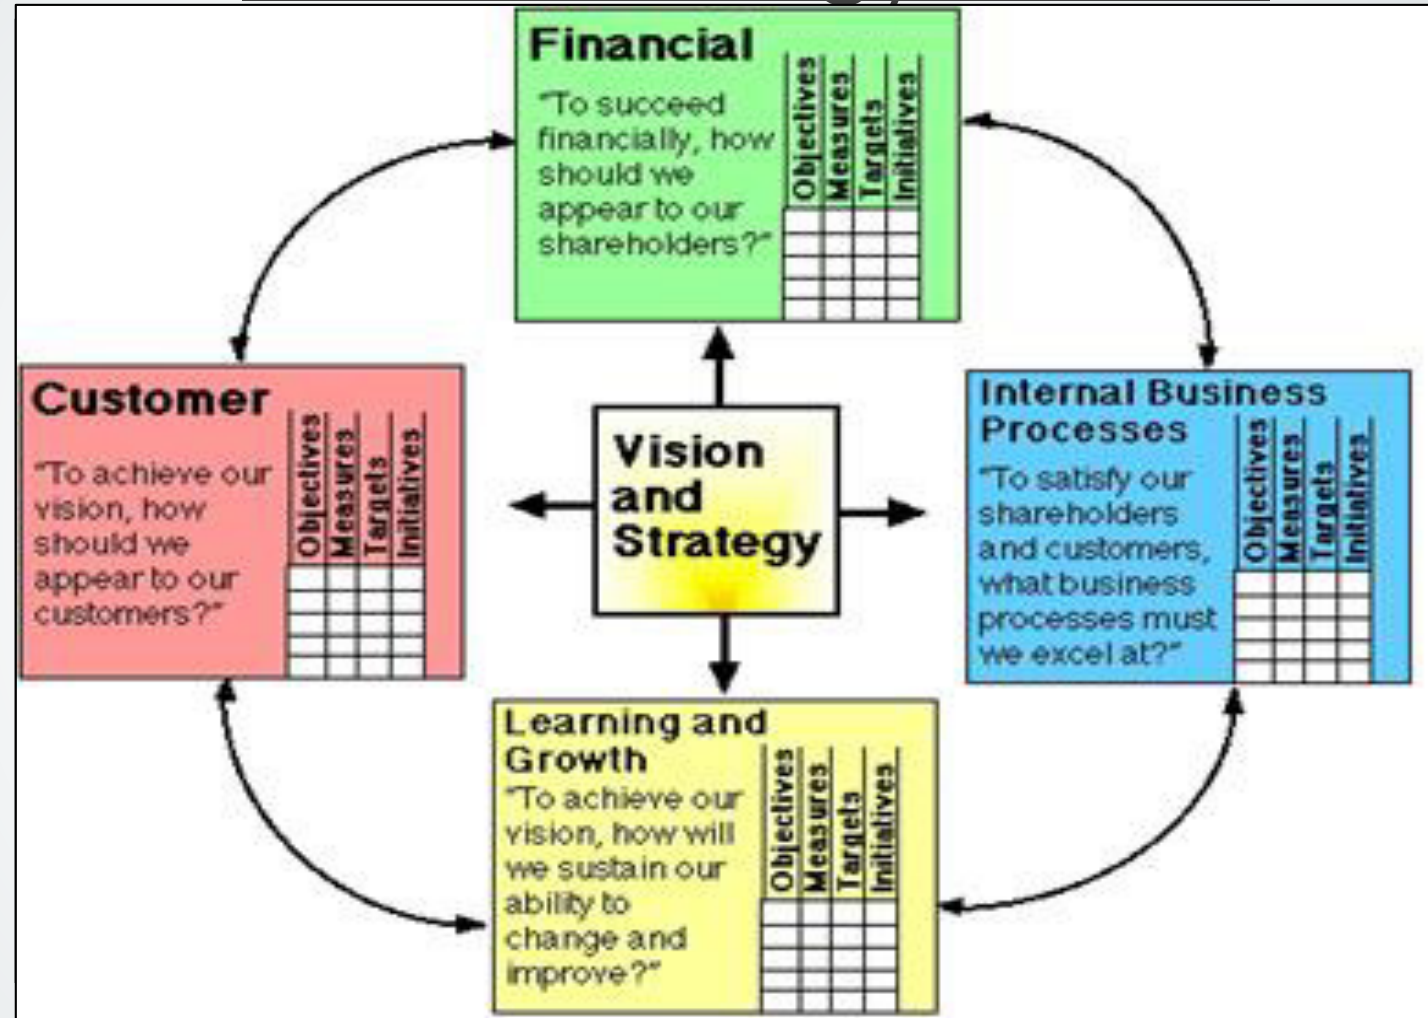 Financial
"To succeed
financially, how
should we
appear to our
shareholders?"
Objectives
Measures
Targets
Initiatives
Customer
"To achieve our
vision, how
should we
appear to our
customers?"
Objectives
Measures
Targets
Initiatives
Vision
and
Strategy
Internal Business
Processes
"To satisfy our
shareholders
and customers,
what business
processes must
we excel at?"
Objectives
Measures
Targets
Initiatives
Learning and
Growth
"To achieve our
vision, how will
we sustain our
ability to
change and
improve?"
Objectives
Measures
Targets
Initiatives